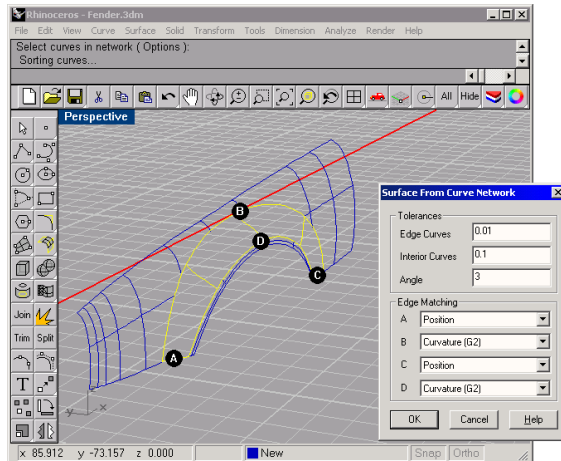 Rhinoceros - Fender.3dm
File Edit View Curve Surface Solid Transform Tools Dimension Analyze Render Help
Select curves in network ( Options ):
Sorting curves...
All Hide
Perspective
B
D
C
A
y x
Join
Trim Split
T
Surface From Curve Network
Tolerances
Edge Curves 0.01
Interior Curves 0.1
Angle 3
Edge Matching
A Position
B Curvature (G2)
C Position
D Curvature (G2)
OK Cancel Help
x 85.912 y -73.157 z 0.000 New Snap Ortho